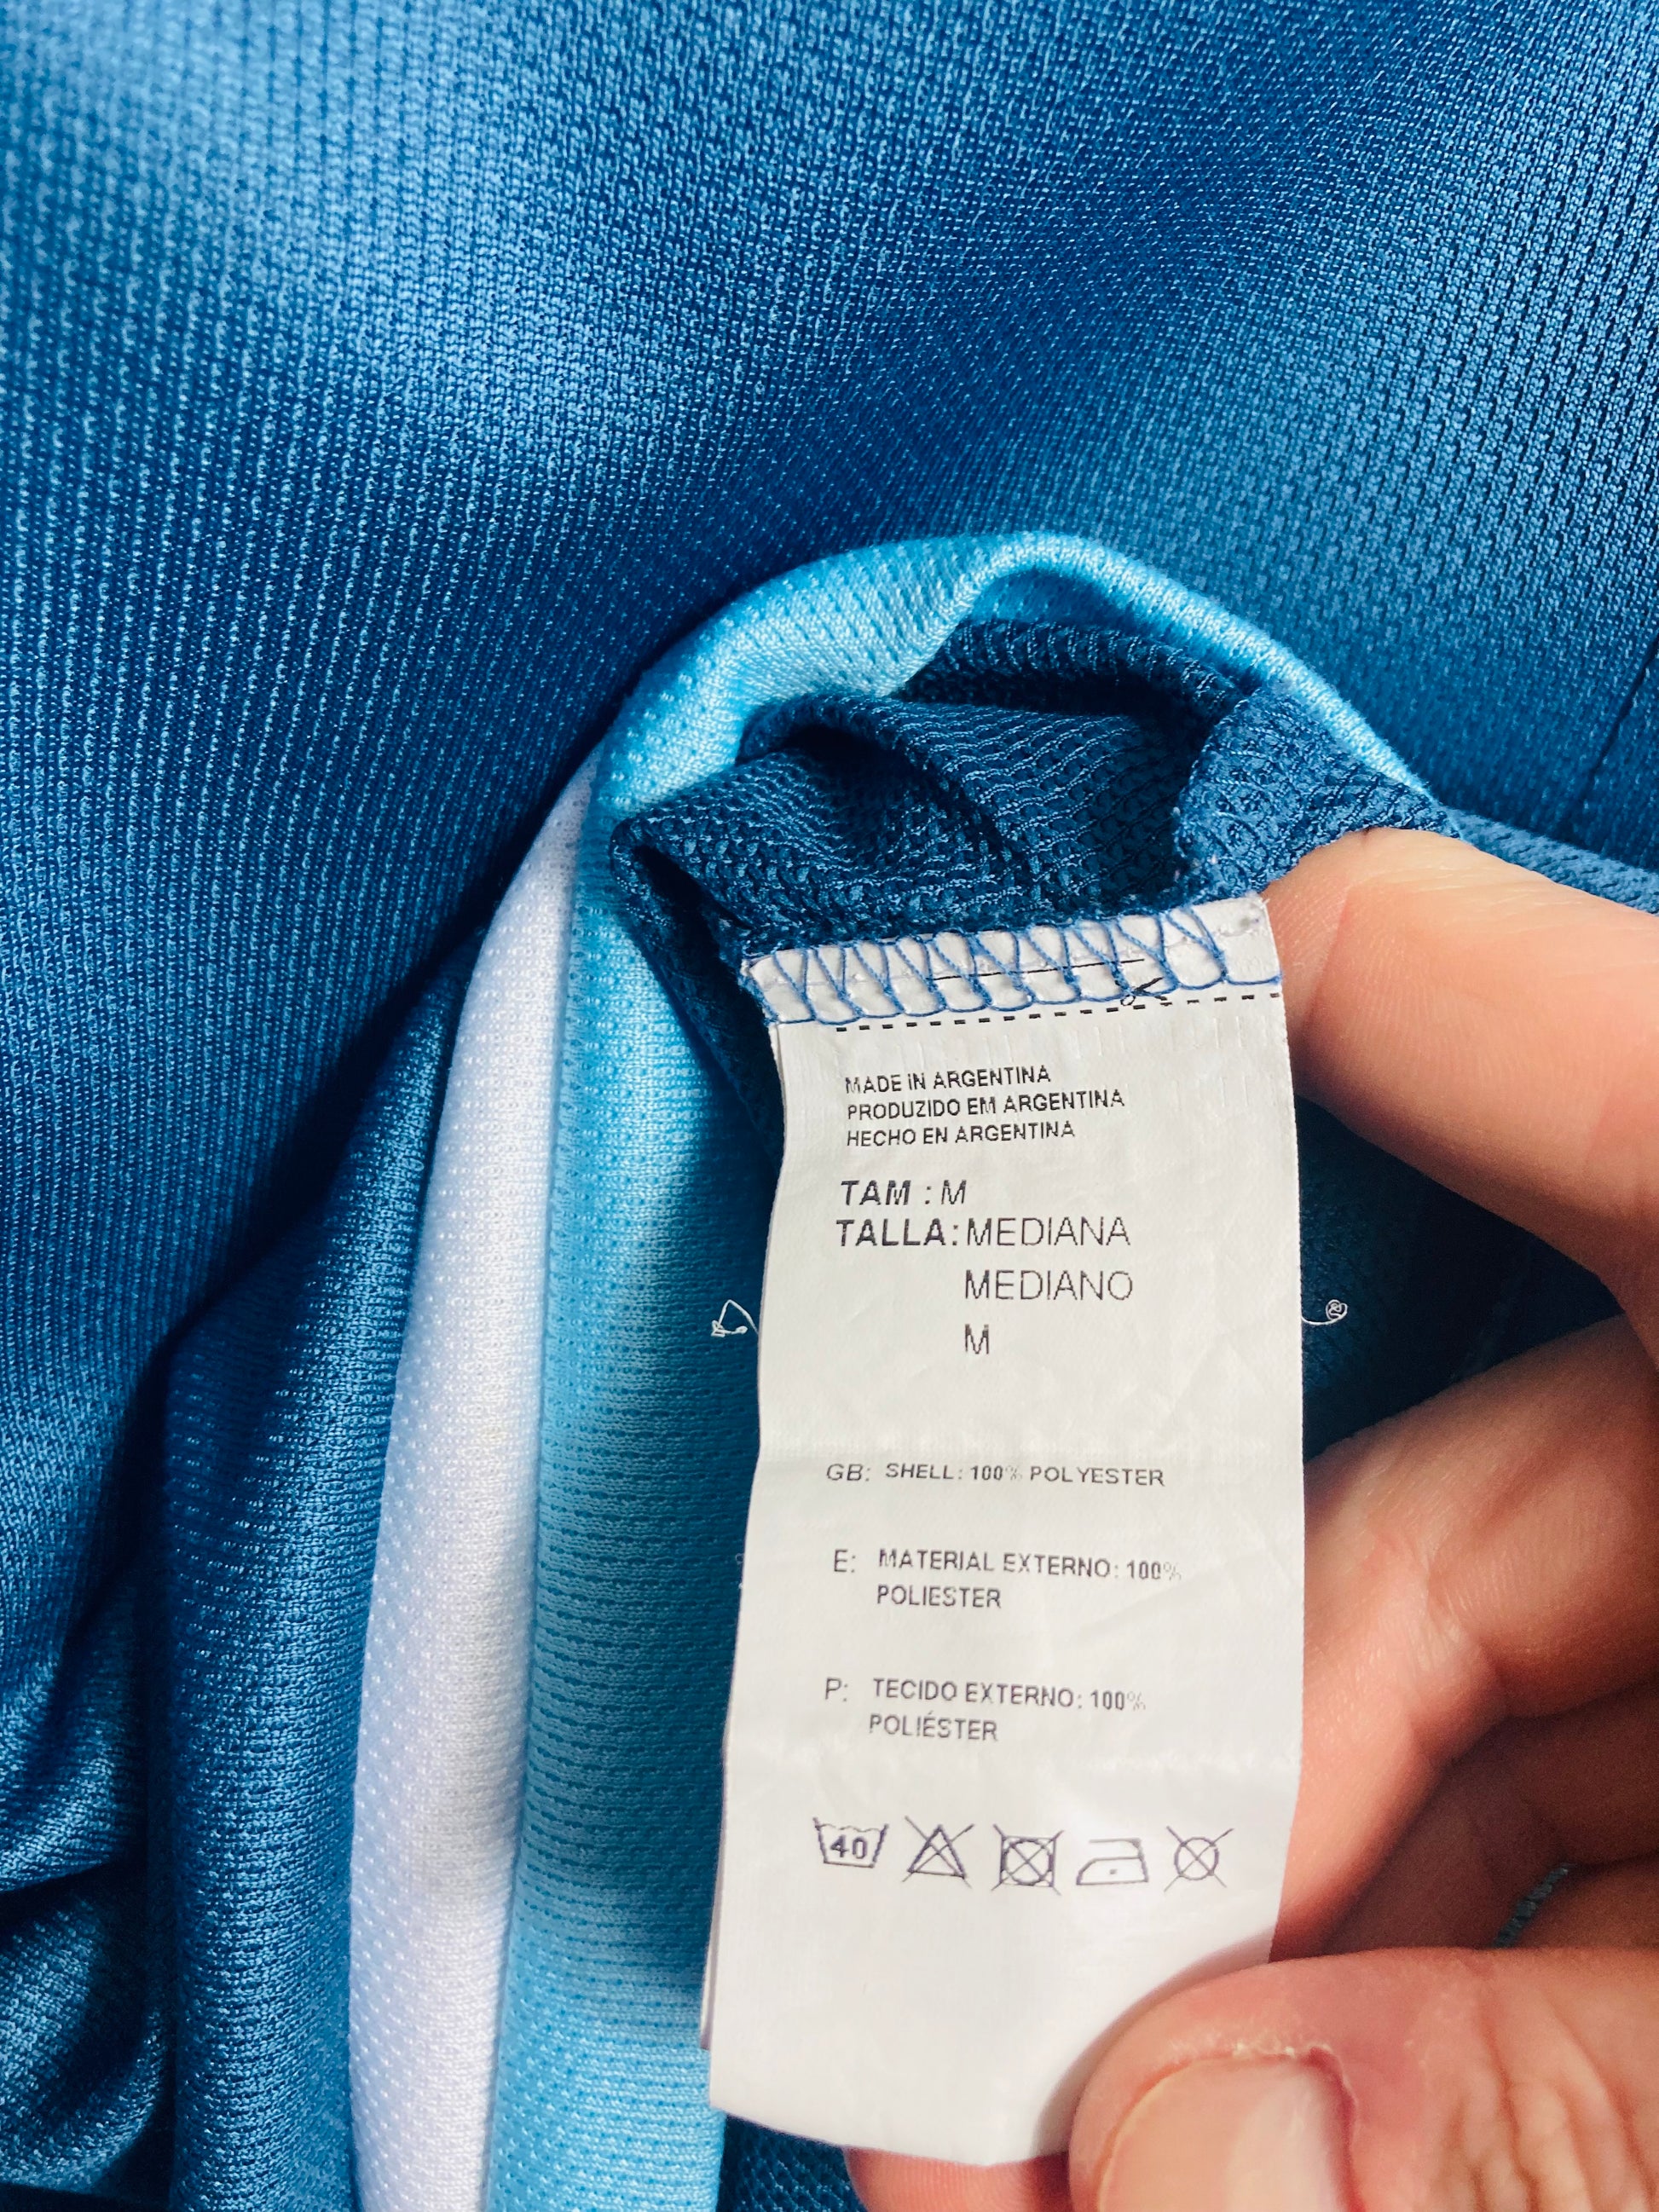 MADE IN ARGENTINA
PRODUZIDO EM ARGENTINA
HECHO EN ARGENTINA
TAM : M
TALLA: MEDIANA
MEDIANO
M
GB: SHELL: 100% POLYESTER
E: MATERIAL EXTERNO: 100%
POLIESTER
P: TECIDO EXTERNO: 100%
POLIÉSTER
40